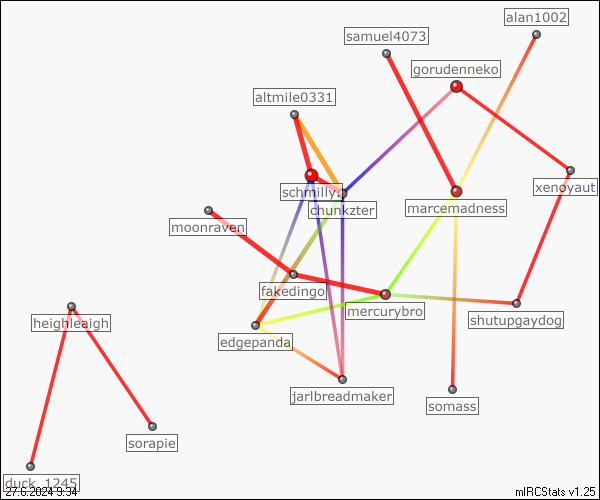 alan1002
samuel4073
gorudenneko
altmile0331
xenoyaut
schmilly
chunkzter
marcemadness
moonraven
fakedingo
mercurybro
shutupgaydog
heighleaigh
edgepanda
jarlbreadmaker
somass
sorapie
duck_1245
27.6.2024 9:34
mIRCStats v1.25